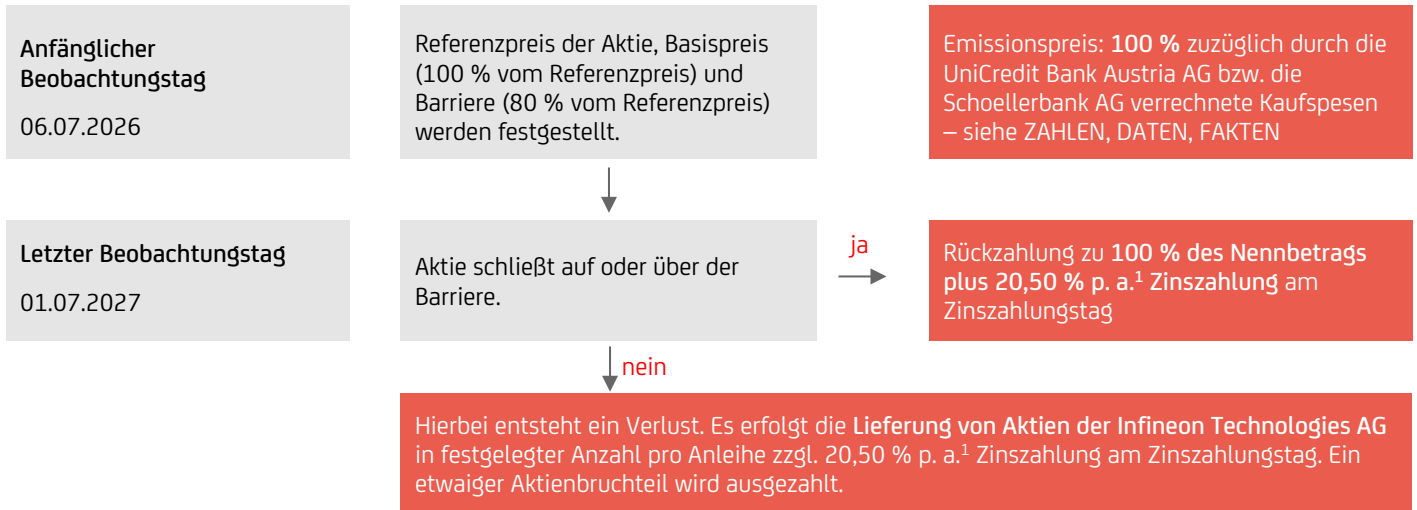 Anfänglicher
Beobachtungstag
06.07.2026
Referenzpreis der Aktie, Basispreis
(100 % vom Referenzpreis) und
Barriere (80 % vom Referenzpreis)
werden festgestellt.
Emissionspreis: 100 % zuzüglich durch die
UniCredit Bank Austria AG bzw. die
Schoellerbank AG verrechnete Kaufspesen
– siehe ZAHLEN, DATEN, FAKTEN
Letzter Beobachtungstag
01.07.2027
Aktie schließt auf oder über der
Barriere.
ja
Rückzahlung zu 100 % des Nennbetrags
plus 20,50 % p. a.¹ Zinszahlung am
Zinszahlungstag
nein
Hierbei entsteht ein Verlust. Es erfolgt die Lieferung von Aktien der Infineon Technologies AG
in festgelegter Anzahl pro Anleihe zzgl. 20,50 % p. a.¹ Zinszahlung am Zinszahlungstag. Ein
etwaiger Aktienbruchteil wird ausgezahlt.